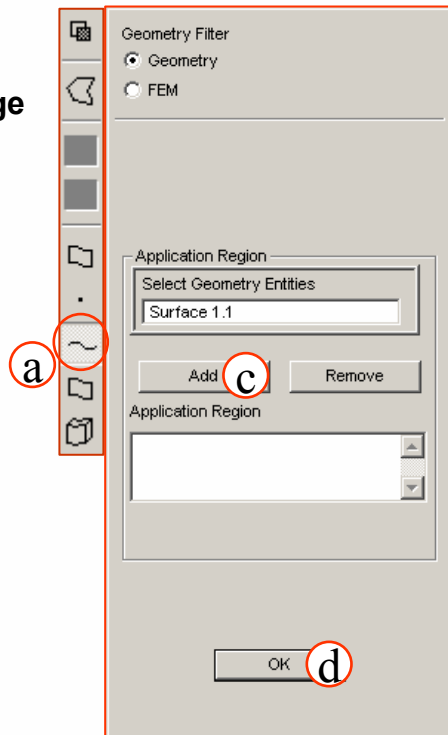 Geometry Filter
Geometry
ge
FEM
Application Region
Select Geometry Entities
Surface 1.1
a
Add c Remove
Application Region
OK d